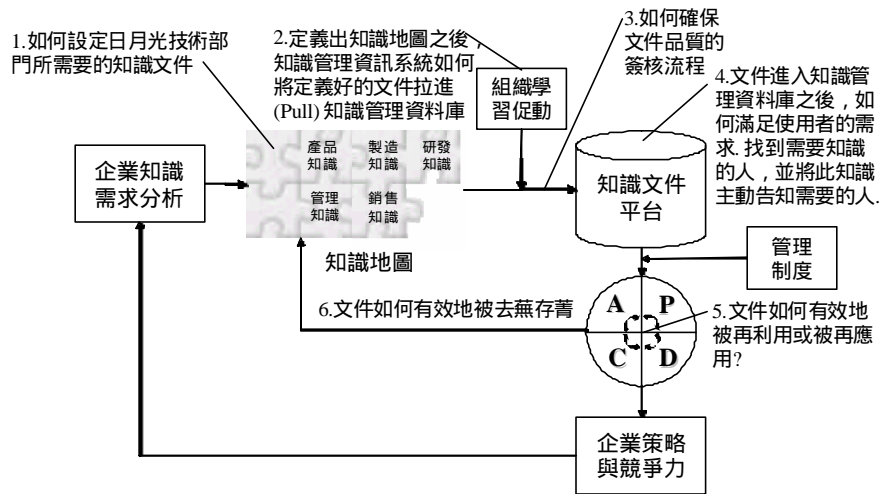 1.如何設定日月光技術部
門所需要的知識文件
2.定義出知識地圖之後,
知識管理資訊系統如何
將定義好的文件拉進
(Pull) 知識管理資料庫
3.如何確保
文件品質的
簽核流程
組織學
習促動
4.文件進入知識管
理資料庫之後，如
何滿足使用者的需
求. 找到需要知識
的人，並將此知識
主動告知需要的人.
企業知識
需求分析
產品
知識
製造
知識
研發
知識
管理
知識
銷售
知識
知識地圖
知識文件
平台
管理
制度
6.文件如何有效地被去蕪存菁
A P
C D
5.文件如何有效地
被再利用或被再應
用?
企業策略
與競爭力